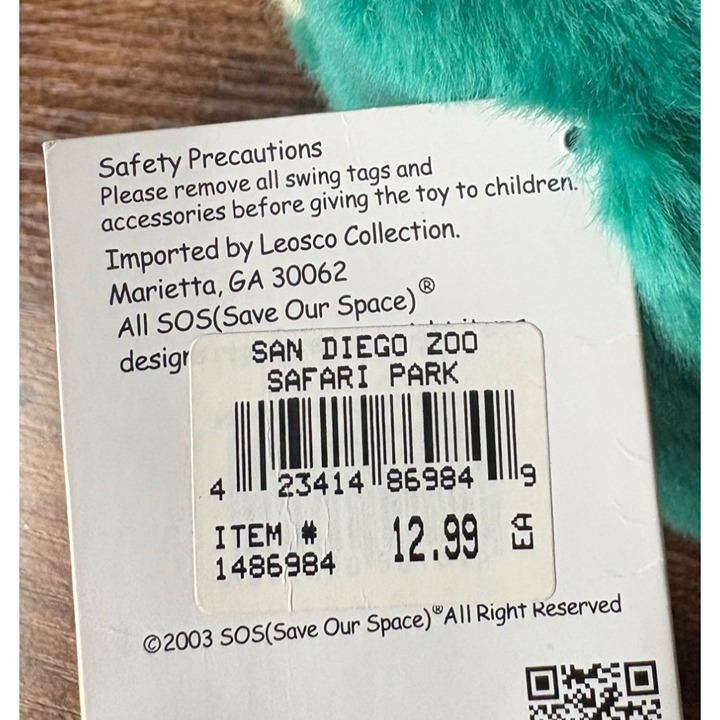 Safety Precautions
Please remove all swing tags and
accessories before giving the toy to children.
Imported by Leosco Collection.
Marietta, GA 30062
All SOS(Save Our Space)®
SAN DIEGO ZOO
SAFARI PARK
4 23414 86984 9
ITEM #
1486984
12.99 EA
©2003 SOS(Save Our Space)®All Right Reserved